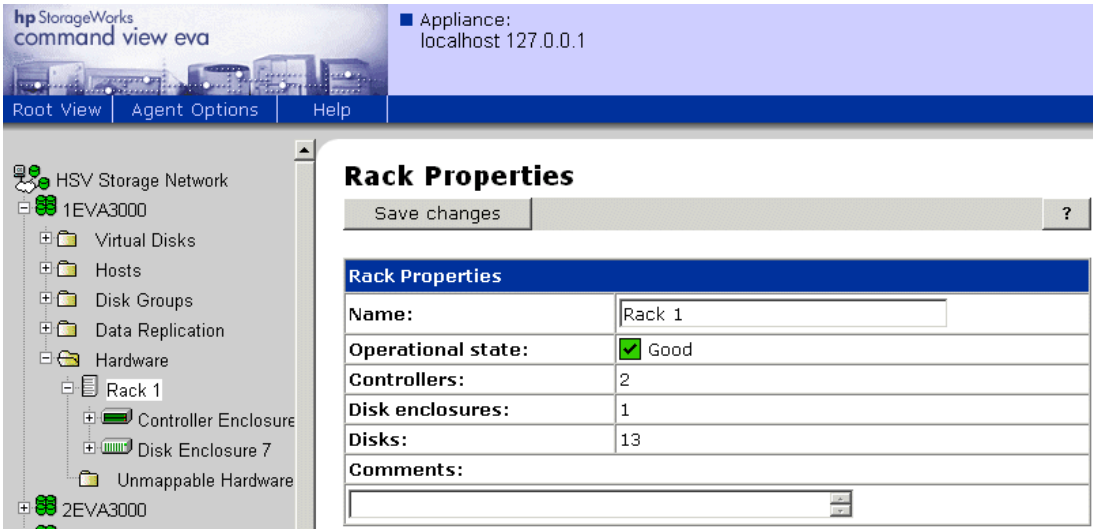 hp StorageWorks
command view eva
Appliance:
localhost 127.0.0.1
Root View
Agent Options
Help
HSV Storage Network
1EVA3000
Virtual Disks
Hosts
Disk Groups
Data Replication
Hardware
Rack 1
Controller Enclosure
Disk Enclosure 7
Unmappable Hardware
2EVA3000
Rack Properties
Save changes
?
Rack Properties
Name: Rack 1
Operational state: Good
Controllers: 2
Disk enclosures: 1
Disks: 13
Comments: